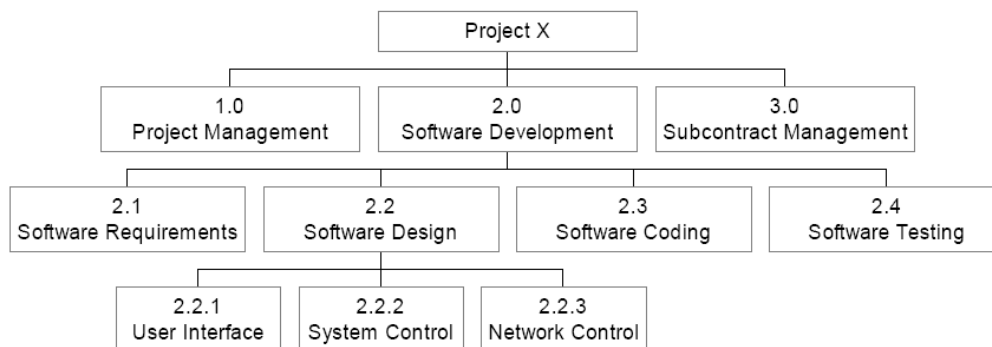 Project X
1.0
Project Management
2.0
Software Development
3.0
Subcontract Management
2.1
Software Requirements
2.2
Software Design
2.3
Software Coding
2.4
Software Testing
2.2.1
User Interface
2.2.2
System Control
2.2.3
Network Control